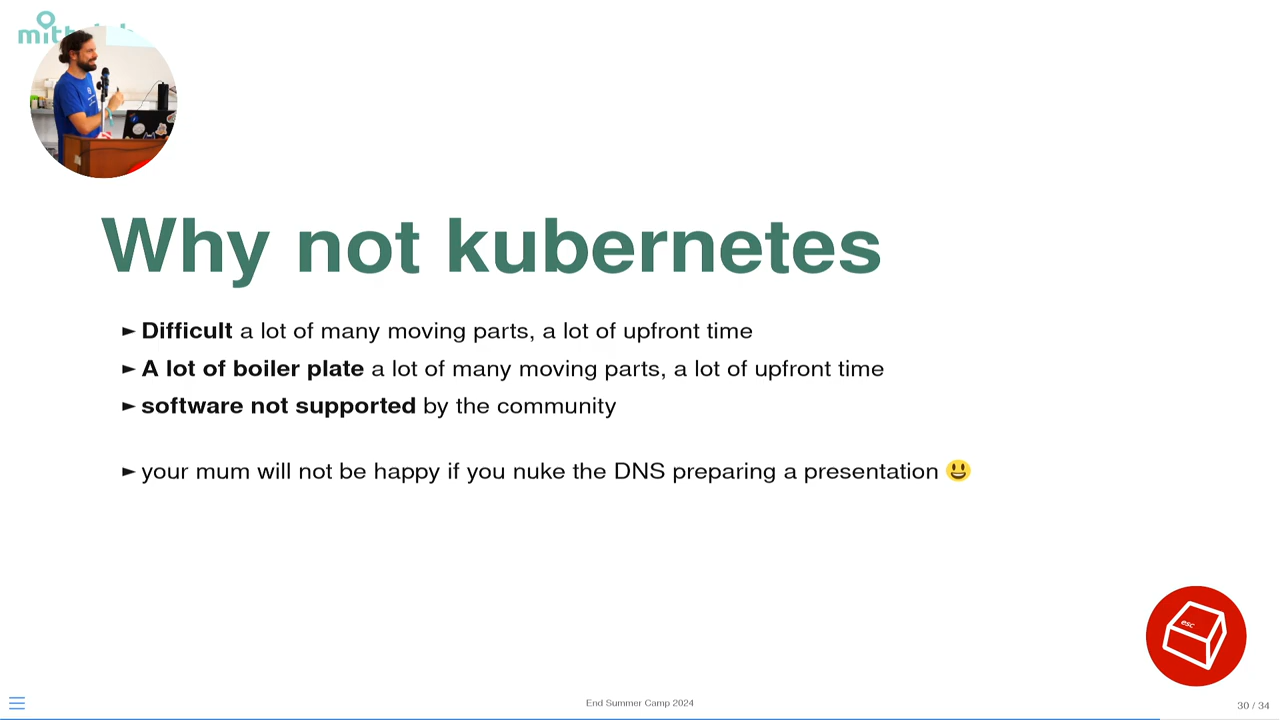 Why not kubernetes
► Difficult a lot of many moving parts, a lot of upfront time
► A lot of boiler plate a lot of many moving parts, a lot of upfront time
► software not supported by the community
► your mum will not be happy if you nuke the DNS preparing a presentation 😃
esc
End Summer Camp 2024
30 / 34